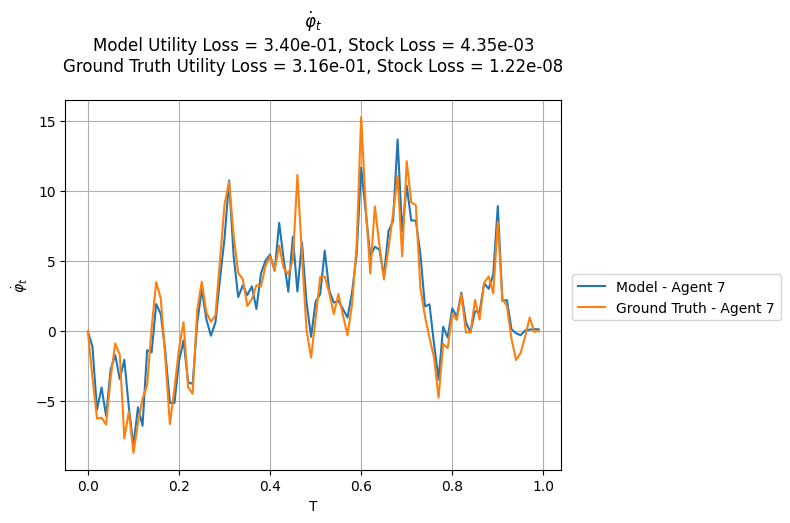 φ̇ₜ
Model Utility Loss = 3.40e-01, Stock Loss = 4.35e-03
Ground Truth Utility Loss = 3.16e-01, Stock Loss = 1.22e-08
15
10
5
0
−5
φ̇ₜ
0.0 0.2 0.4 0.6 0.8 1.0
T
Model - Agent 7
Ground Truth - Agent 7